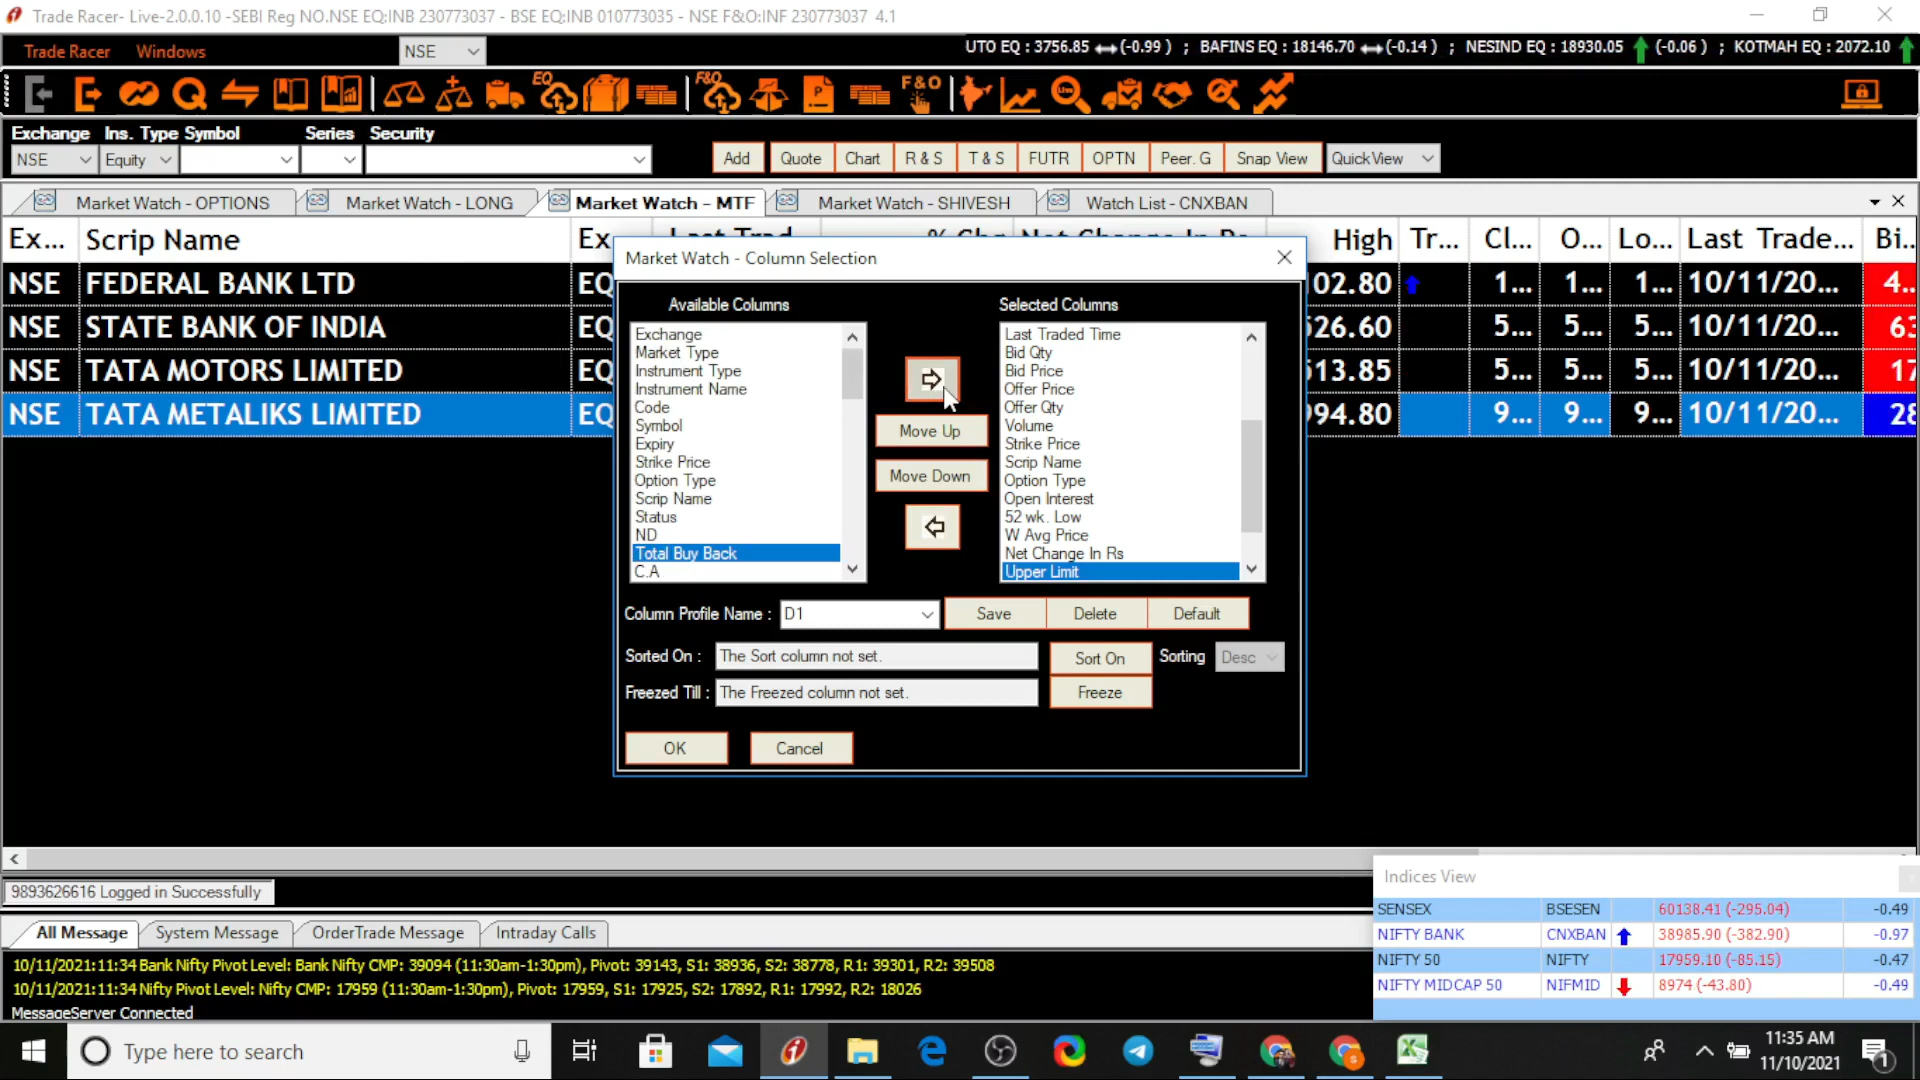 Trade Racer- Live-2.0.0.10 -SEBI Reg NO.NSE EQ:INB 230773037 - BSE EQ:INB 010773035 - NSE F&O:INF 230773037 4.1
Trade Racer Windows NSE UTO EQ : 3756.85 (-0.99 ) ; BAFINS EQ : 18146.70 (-0.14 ) ; NESIND EQ : 18930.05 (-0.06 ) ; KOTMAH EQ : 2072.10
EQ F&O P F&O Live
Exchange Ins. Type Symbol Series Security
NSE Equity Add Quote Chart R & S T & S FUTR OPTN Peer. G Snap View QuickView
Market Watch - OPTIONS Market Watch - LONG Market Watch - MTF Market Watch - SHIVESH Watch List - CNXBAN
Ex... Scrip Name Ex High Tr... Cl... O... Lo... Last Trade... Bi..
NSE FEDERAL BANK LTD EQ 02.80 1... 1... 1... 10/11/20... 4..
NSE STATE BANK OF INDIA EQ 526.60 5... 5... 5... 10/11/20... 63
NSE TATA MOTORS LIMITED EQ 513.85 5... 5... 5... 10/11/20... 17
NSE TATA METALIKS LIMITED EQ 994.80 9... 9... 9... 10/11/20... 28
Market Watch - Column Selection
Available Columns
Exchange
Market Type
Instrument Type
Instrument Name
Code
Symbol
Expiry
Strike Price
Option Type
Scrip Name
Status
ND
Total Buy Back
C.A
Move Up
Move Down
Selected Columns
Last Traded Time
Bid Qty
Bid Price
Offer Price
Offer Qty
Volume
Strike Price
Scrip Name
Option Type
Open Interest
52 wk. Low
W Avg Price
Net Change In Rs
Upper Limit
Column Profile Name : D1 Save Delete Default
Sorted On : The Sort column not set. Sort On Sorting Desc
Freezed Till : The Freezed column not set. Freeze
OK Cancel
9893626616 Logged in Successfully
All Message System Message OrderTrade Message Intraday Calls
10/11/2021:11:34 Bank Nifty Pivot Level: Bank Nifty CMP: 39094 (11:30am-1:30pm), Pivot: 39143, S1: 38936, S2: 38778, R1: 39301, R2: 39508
10/11/2021:11:34 Nifty Pivot Level: Nifty CMP: 17959 (11:30am-1:30pm), Pivot: 17959, S1: 17925, S2: 17892, R1: 17992, R2: 18026
MessageServer Connected
Indices View
SENSEX BSESEN 60138.41 (-295.04) -0.49
NIFTY BANK CNXBAN 38985.90 (-382.90) -0.97
NIFTY 50 NIFTY 17959.10 (-85.15) -0.47
NIFTY MIDCAP 50 NIFMID 8974 (-43.80) -0.49
Type here to search
11:35 AM
11/10/2021
1